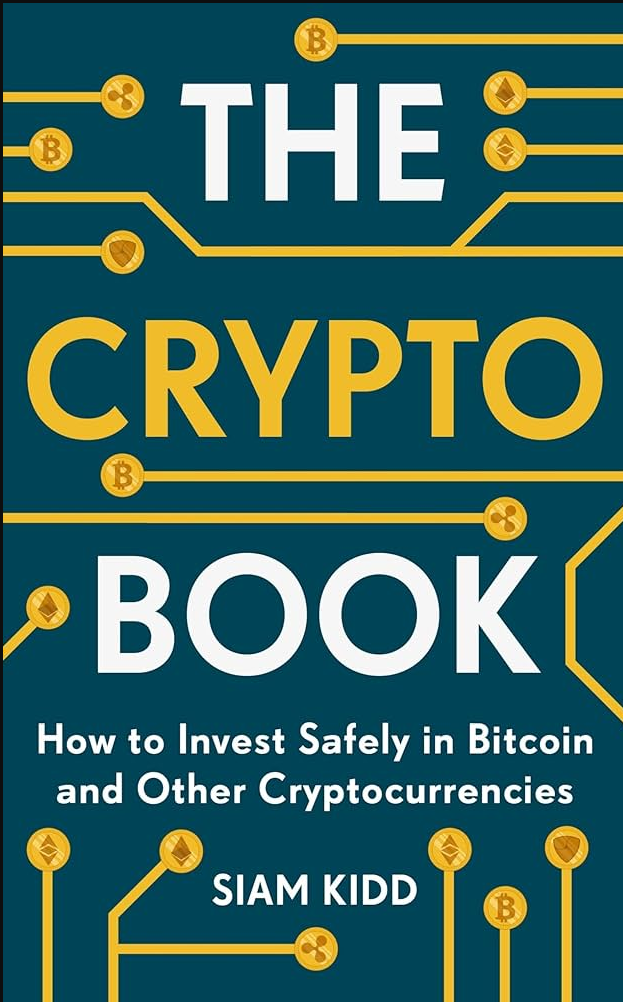 THE
CRYPTO
BOOK
How to Invest Safely in Bitcoin
and Other Cryptocurrencies
SIAM KIDD